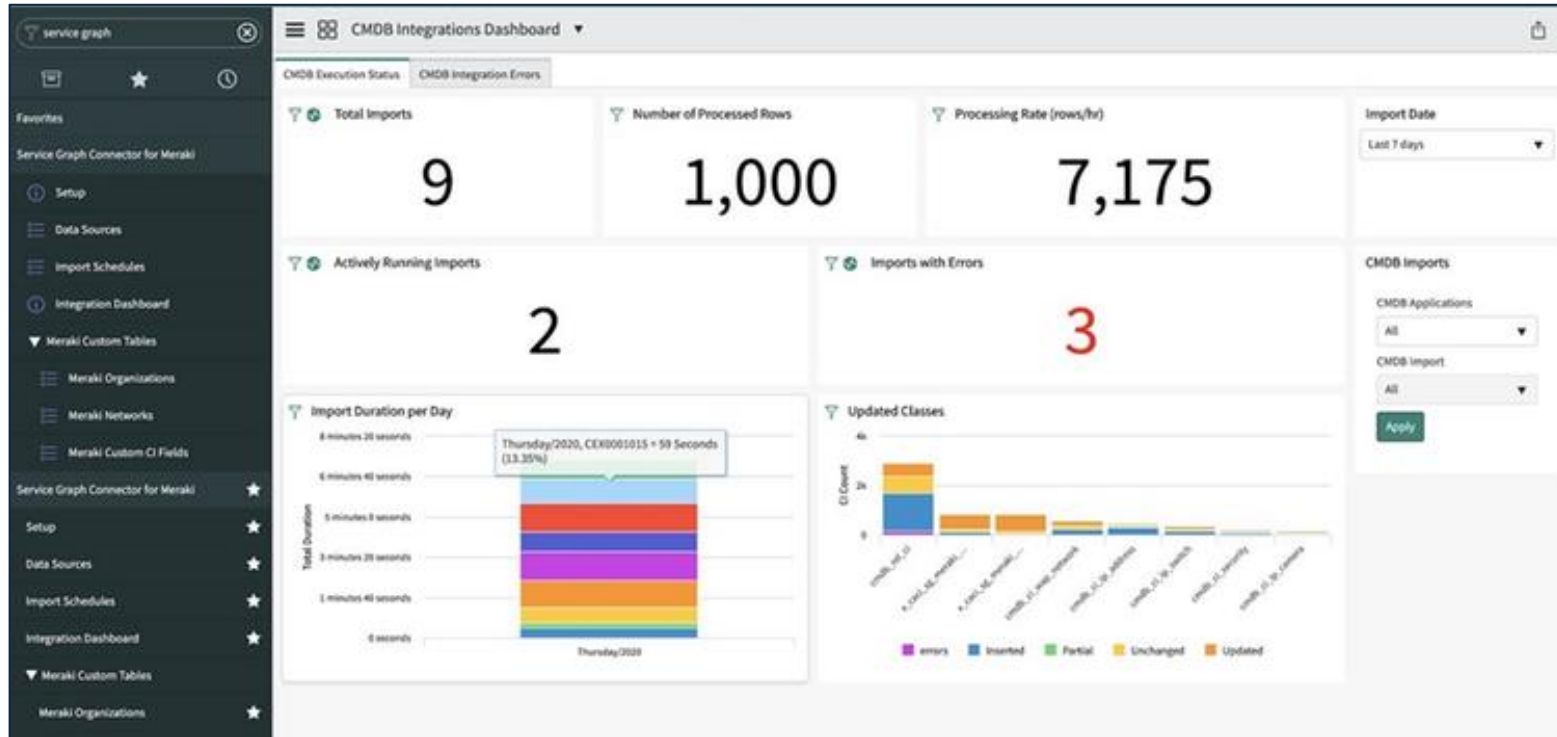 service graph
Favorites
Service Graph Connector for Meraki
Setup
Data Sources
Import Schedules
Integration Dashboard
Meraki Custom Tables
Meraki Organizations
Meraki Networks
Meraki Custom CI Fields
Service Graph Connector for Meraki
Setup
Data Sources
Import Schedules
Integration Dashboard
Meraki Custom Tables
Meraki Organizations
CMDB Integrations Dashboard
CMDB Execution Status
CMDB Integration Errors
Total Imports
9
Number of Processed Rows
1,000
Processing Rate (rows/hr)
7,175
Import Date
Last 7 days
Actively Running Imports
2
Imports with Errors
3
CMDB Imports
CMDB Applications
All
CMDB Import
All
Apply
Import Duration per Day
Total Duration
8 minutes 20 seconds
6 minutes 40 seconds
5 minutes 0 seconds
3 minutes 20 seconds
1 minutes 40 seconds
0 seconds
Thursday/2020, CEX0001015 = 59 Seconds
(13.35%)
Thursday/2020
Updated Classes
CI Count
4k
2k
0
cmdb_rel_ci
cmdb_ci_wap_network
cmdb_ci_ip_address
cmdb_ci_ip_switch
cmdb_ci_security
cmdb_ci_ip_camera
errors
Inserted
Partial
Unchanged
Updated